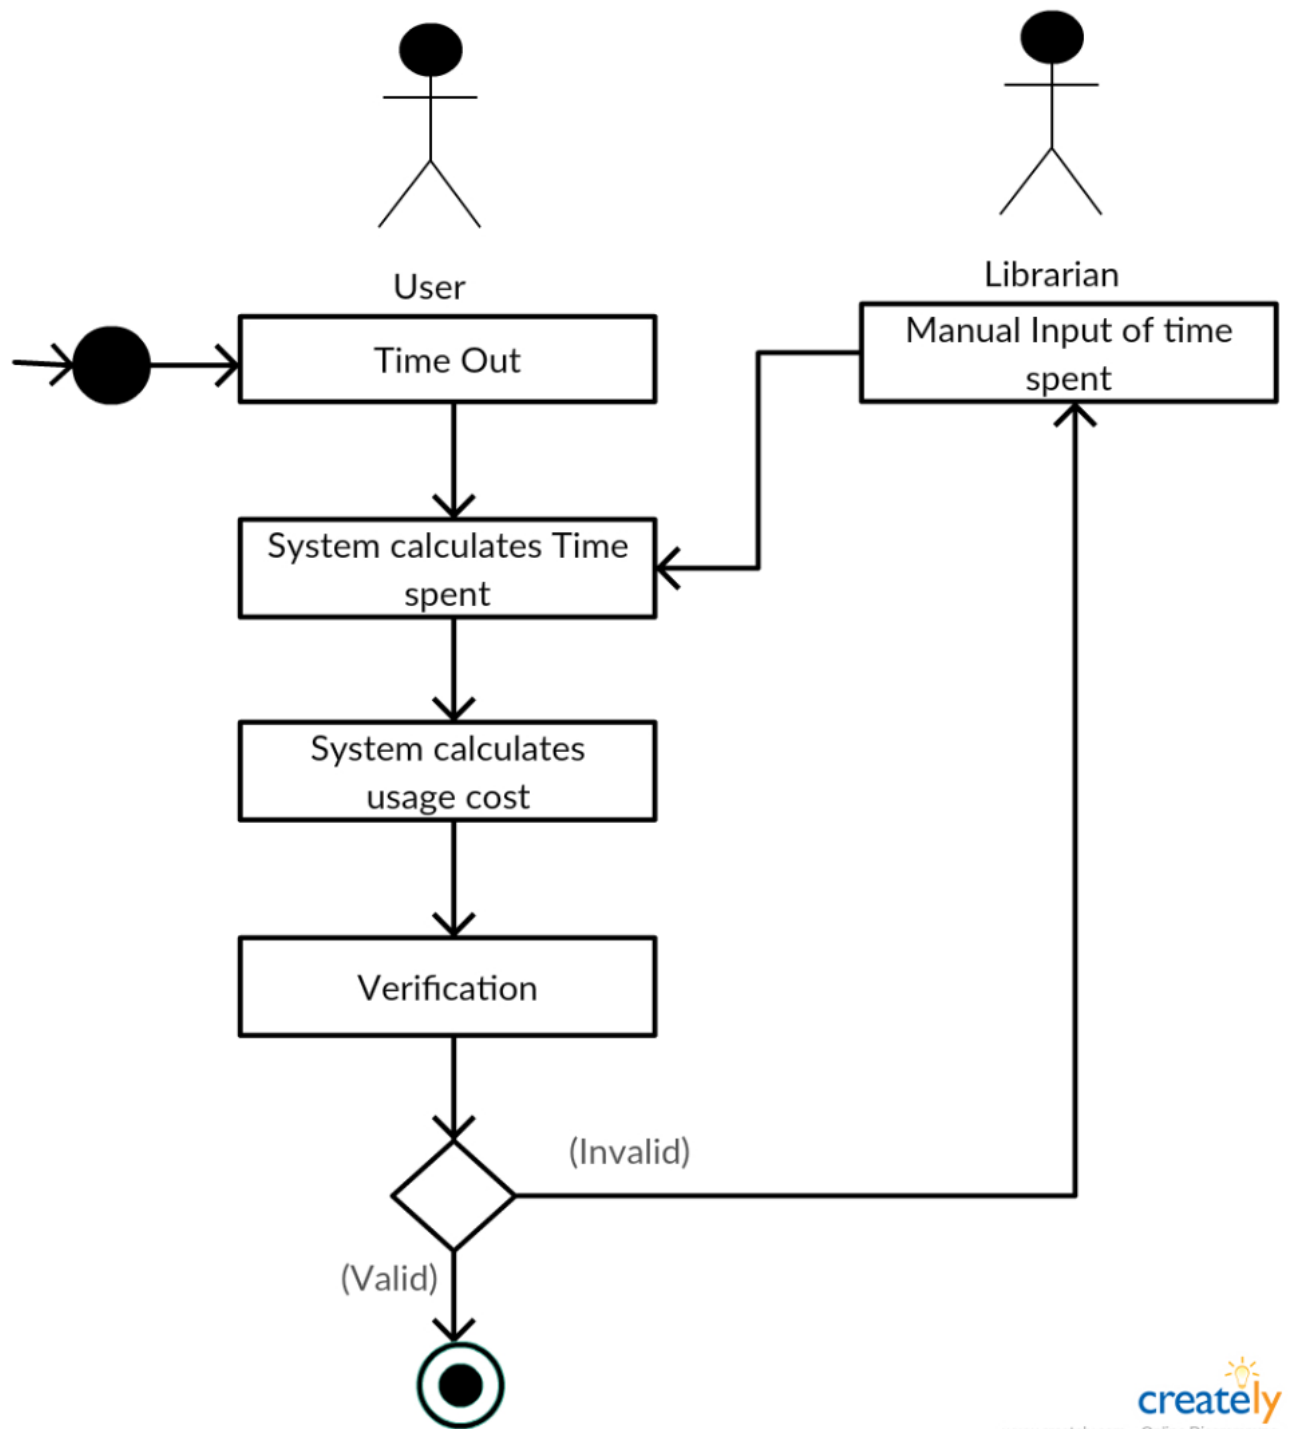 User
Librarian
Time Out
Manual Input of time
spent
System calculates Time
spent
System calculates
usage cost
Verification
(Invalid)
(Valid)
creately